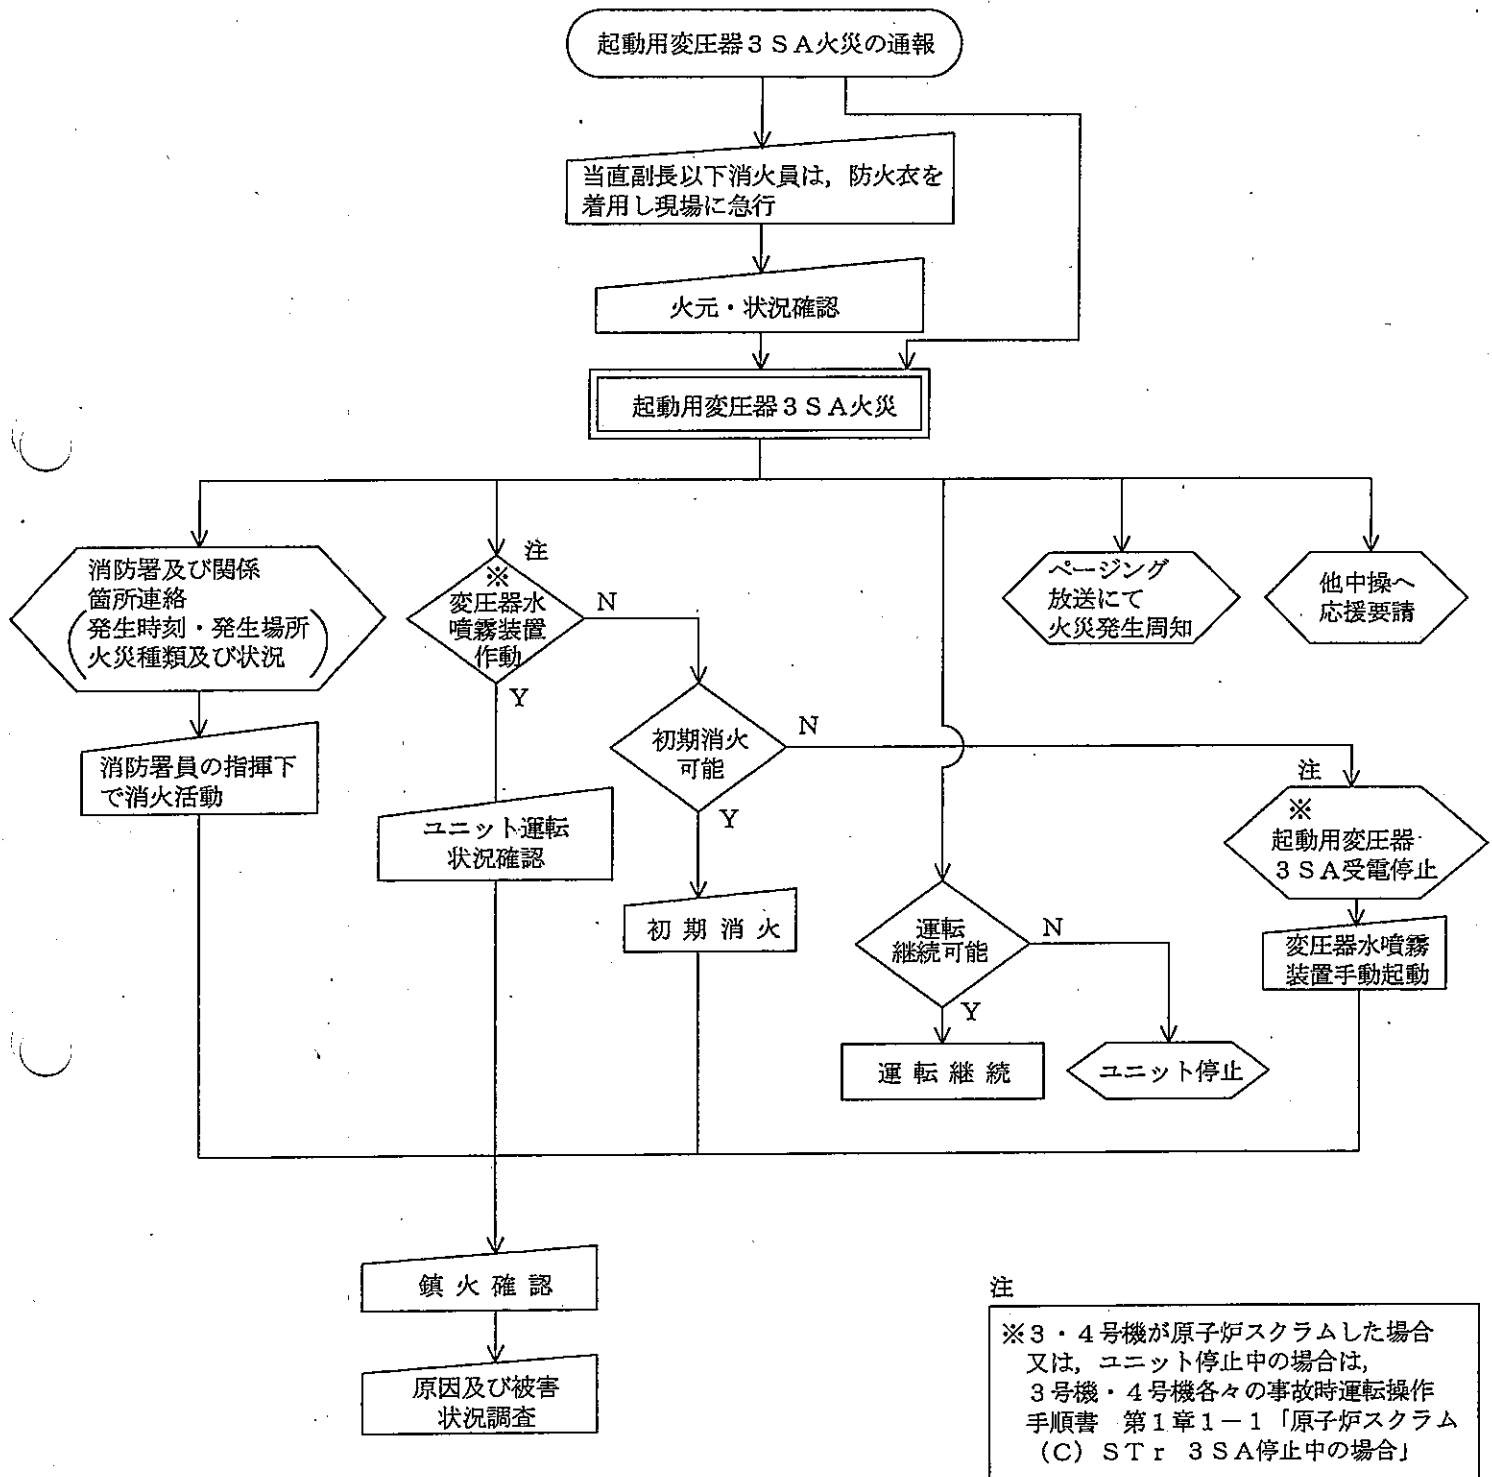 起動用変圧器３ＳＡ火災の通報
当直副長以下消火員は，防火衣を
着用し現場に急行
火元・状況確認
起動用変圧器３ＳＡ火災
消防署及び関係
箇所連絡
（発生時刻・発生場所
火災種類及び状況）
注
※
変圧器水
噴霧装置
作動
N
Y
ページング
放送にて
火災発生周知
他中操へ
応援要請
消防署員の指揮下
で消火活動
初期消火
可能
N
Y
ユニット運転
状況確認
初期消火
注
※
起動用変圧器
３ＳＡ受電停止
変圧器水噴霧
装置手動起動
運転
継続可能
N
Y
運転継続
ユニット停止
鎮火確認
原因及び被害
状況調査
注
※３・４号機が原子炉スクラムした場合
又は，ユニット停止中の場合は，
３号機・４号機各々の事故時運転操作
手順書　第１章１－１「原子炉スクラム
（Ｃ）ＳＴｒ　３ＳＡ停止中の場合」